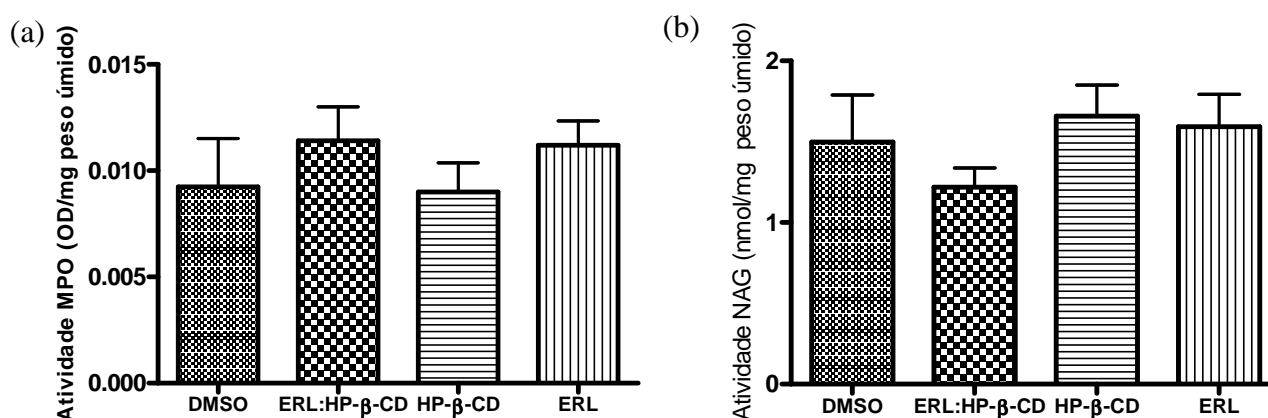 (a)
Atividade MPO (OD/mg peso úmido)
0.015
0.010
0.005
0.000
DMSO ERL:HP-β-CD HP-β-CD ERL
(b)
Atividade NAG (nmol/mg peso úmido)
2
1
0
DMSO ERL:HP-β-CD HP-β-CD ERL